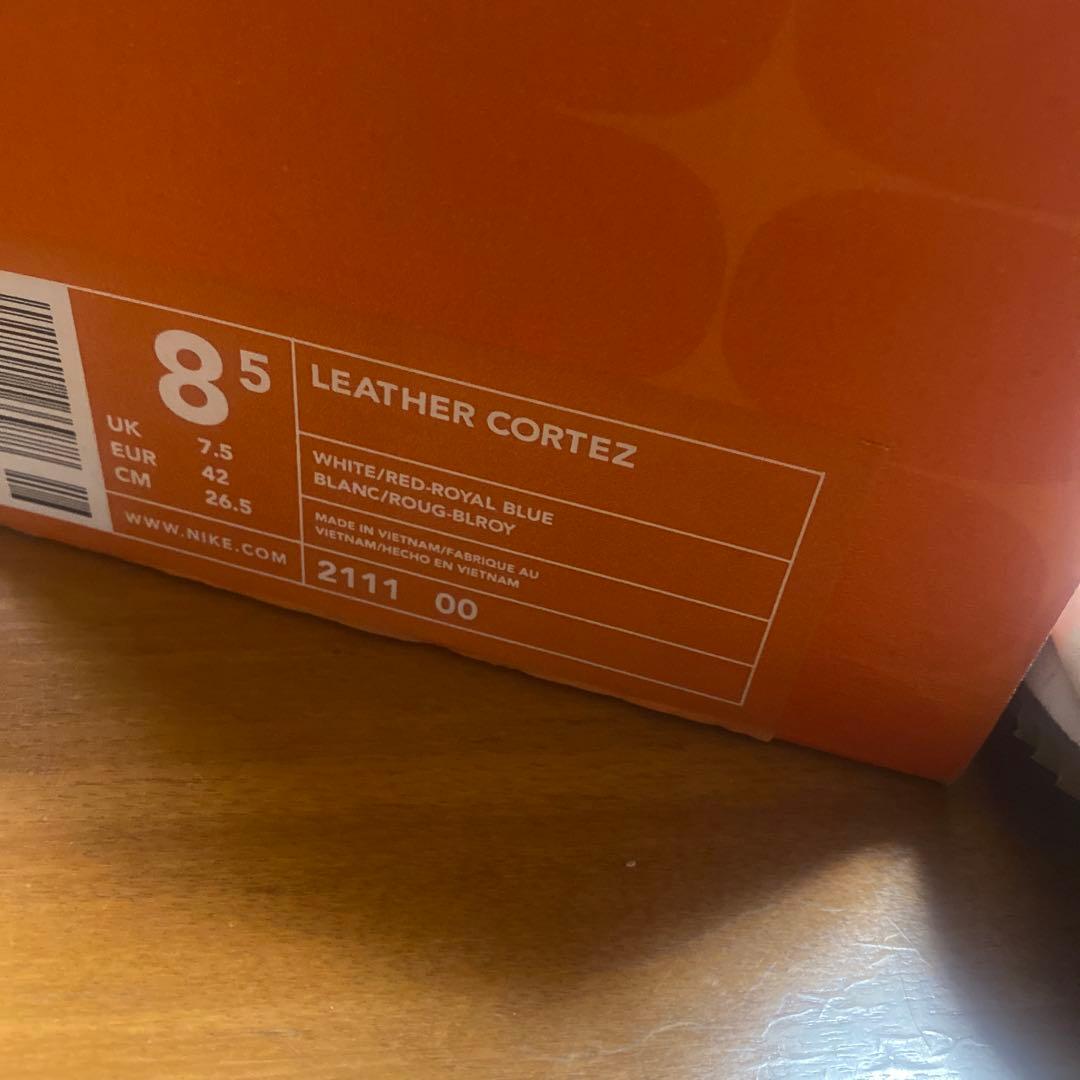 8 5
UK 7.5
EUR 42
CM 26.5
WWW.NIKE.COM
LEATHER CORTEZ
WHITE/RED-ROYAL BLUE
BLANC/ROUG-BLROY
MADE IN VIETNAM/FABRIQUE AU
VIETNAM/HECHO EN VIETNAM
2111 00